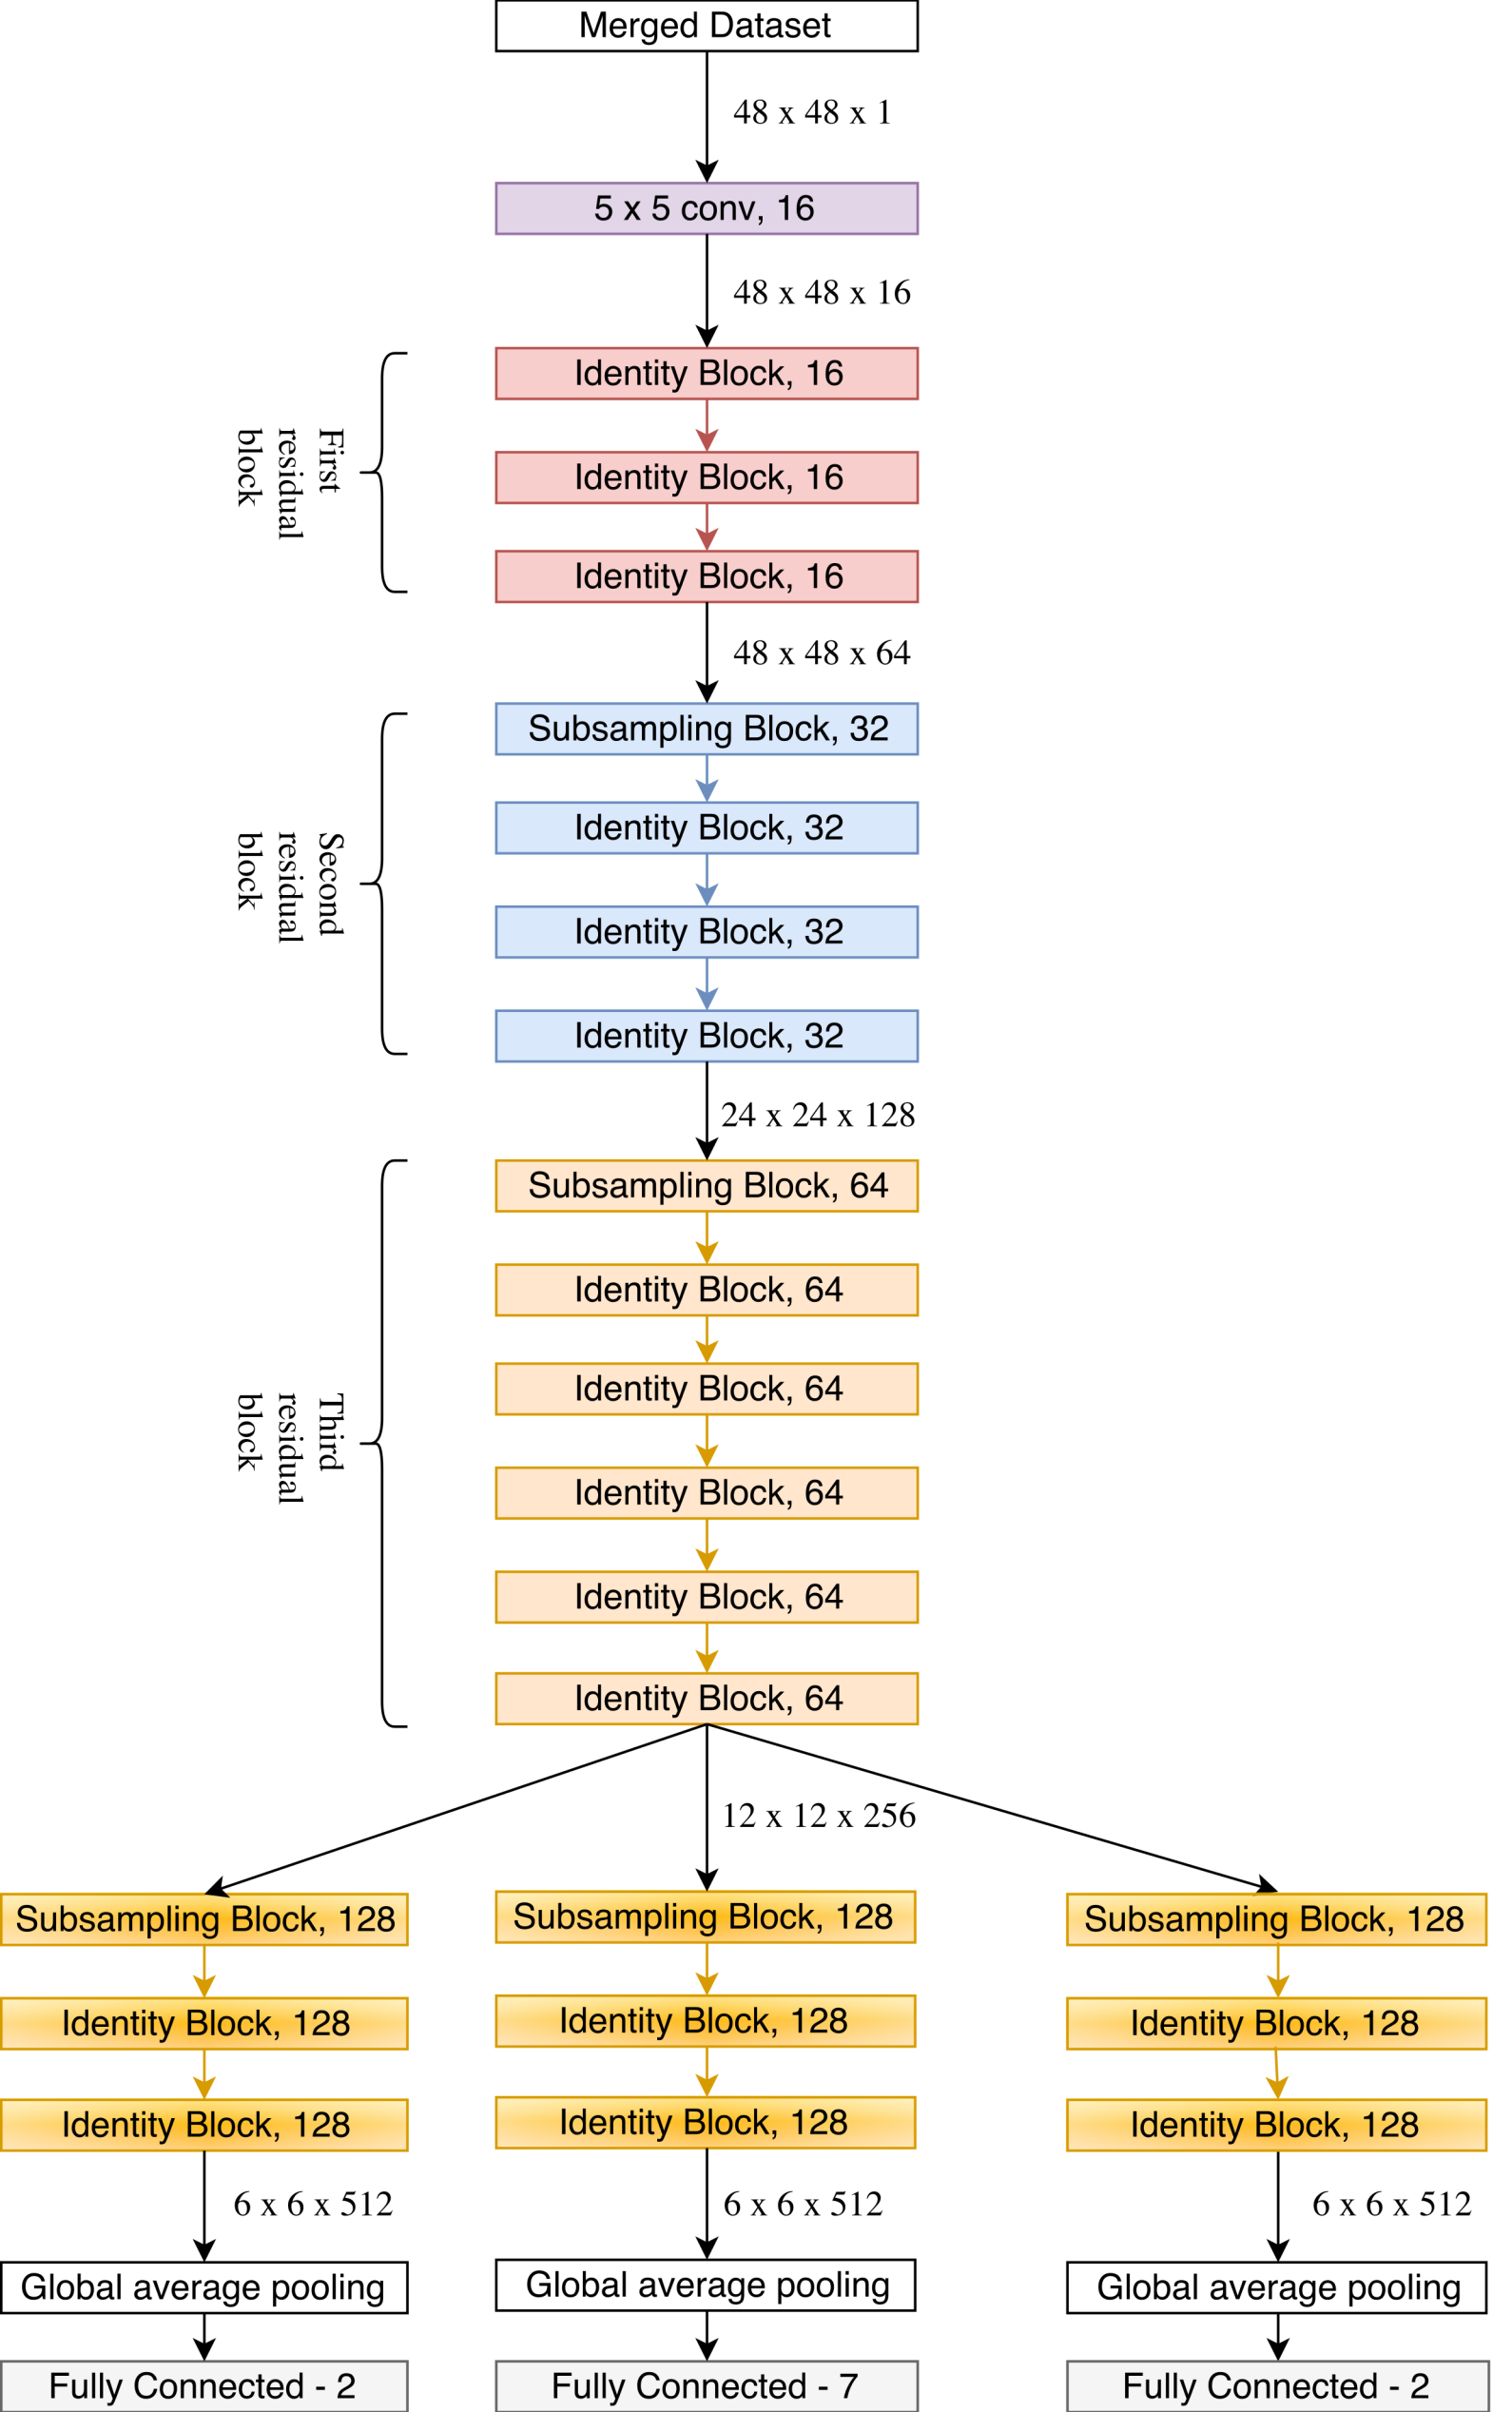 Merged Dataset
48 x 48 x 1
5 x 5 conv, 16
48 x 48 x 16
First
residual
block
Identity Block, 16
Identity Block, 16
Identity Block, 16
48 x 48 x 64
Second
residual
block
Subsampling Block, 32
Identity Block, 32
Identity Block, 32
Identity Block, 32
24 x 24 x 128
Third
residual
block
Subsampling Block, 64
Identity Block, 64
Identity Block, 64
Identity Block, 64
Identity Block, 64
Identity Block, 64
12 x 12 x 256
Subsampling Block, 128
Identity Block, 128
Identity Block, 128
6 x 6 x 512
Global average pooling
Fully Connected - 2
Subsampling Block, 128
Identity Block, 128
Identity Block, 128
6 x 6 x 512
Global average pooling
Fully Connected - 7
Subsampling Block, 128
Identity Block, 128
Identity Block, 128
6 x 6 x 512
Global average pooling
Fully Connected - 2